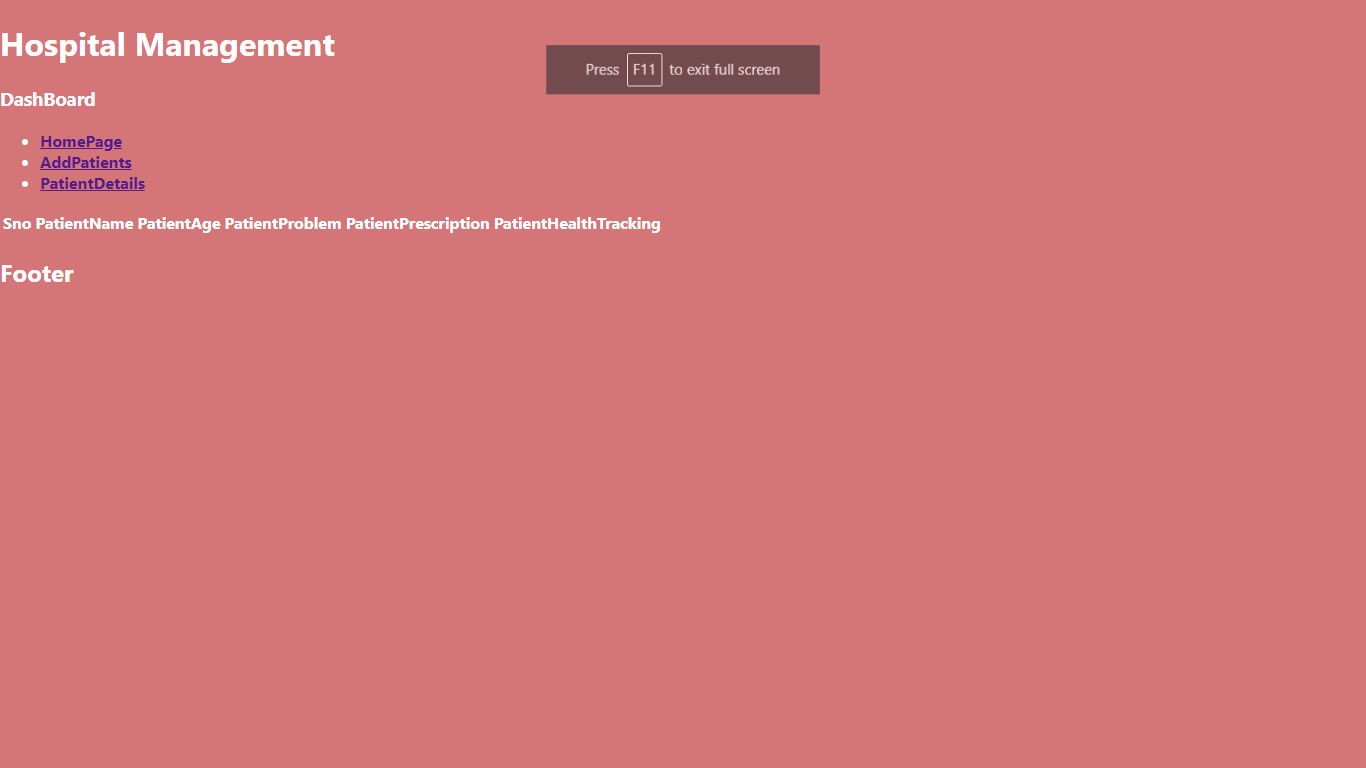 Hospital Management
Press F11 to exit full screen
DashBoard
HomePage
AddPatients
PatientDetails
Sno PatientName PatientAge PatientProblem PatientPrescription PatientHealthTracking
Footer